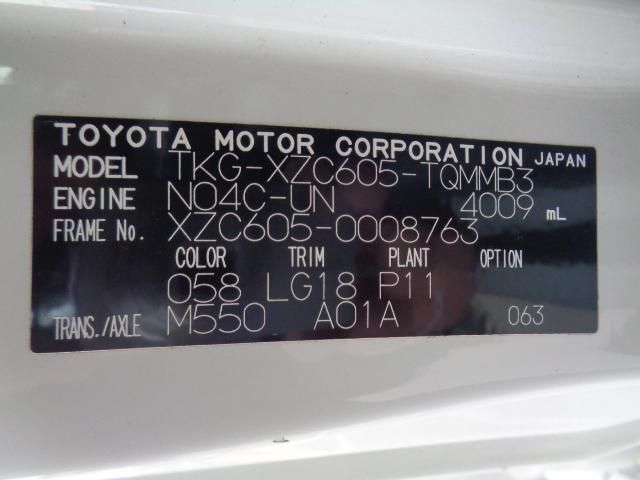 TOYOTA MOTOR CORPORATION JAPAN
MODEL TKG-XZC605-TQMMB3
ENGINE N04C-UN 4009 mL
FRAME No. XZC605-0008763
COLOR TRIM PLANT OPTION
058 LG18 P11
TRANS./AXLE M550 A01A 063